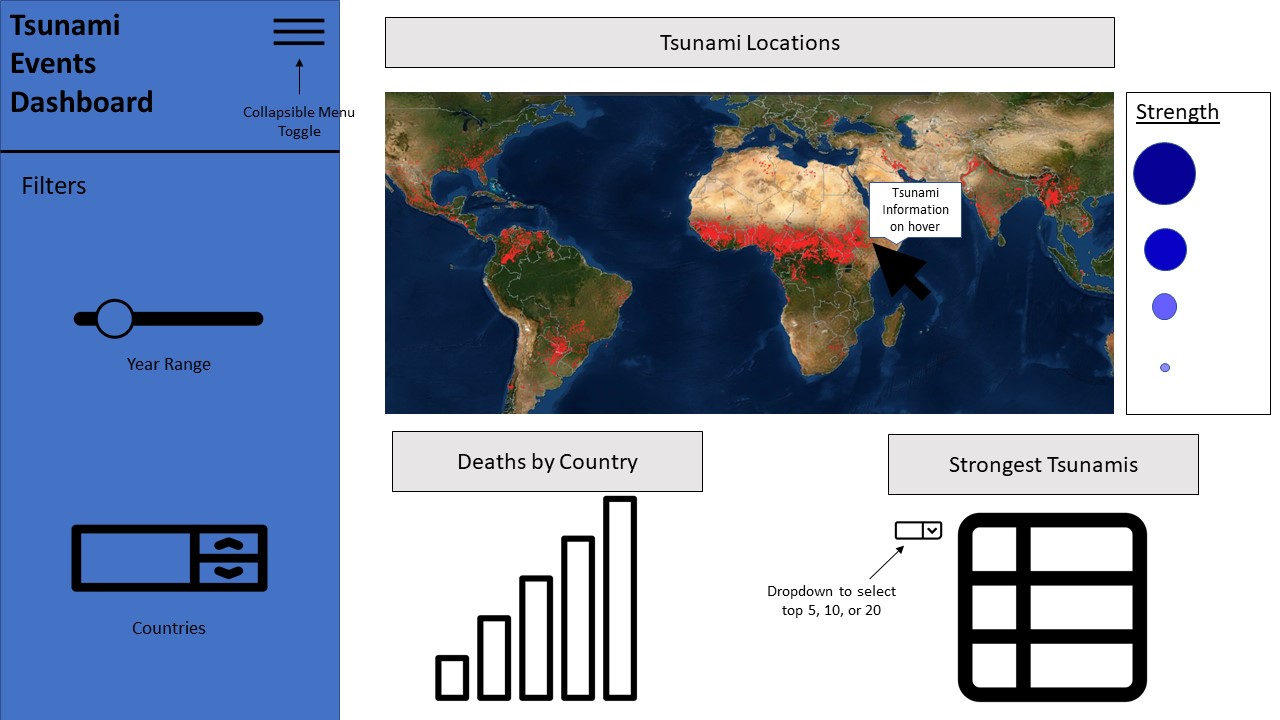 Tsunami
Events
Dashboard
Collapsible Menu
Toggle
Filters
Year Range
Countries
Tsunami Locations
Tsunami
Information
on hover
Strength
Deaths by Country
Strongest Tsunamis
Dropdown to select
top 5, 10, or 20